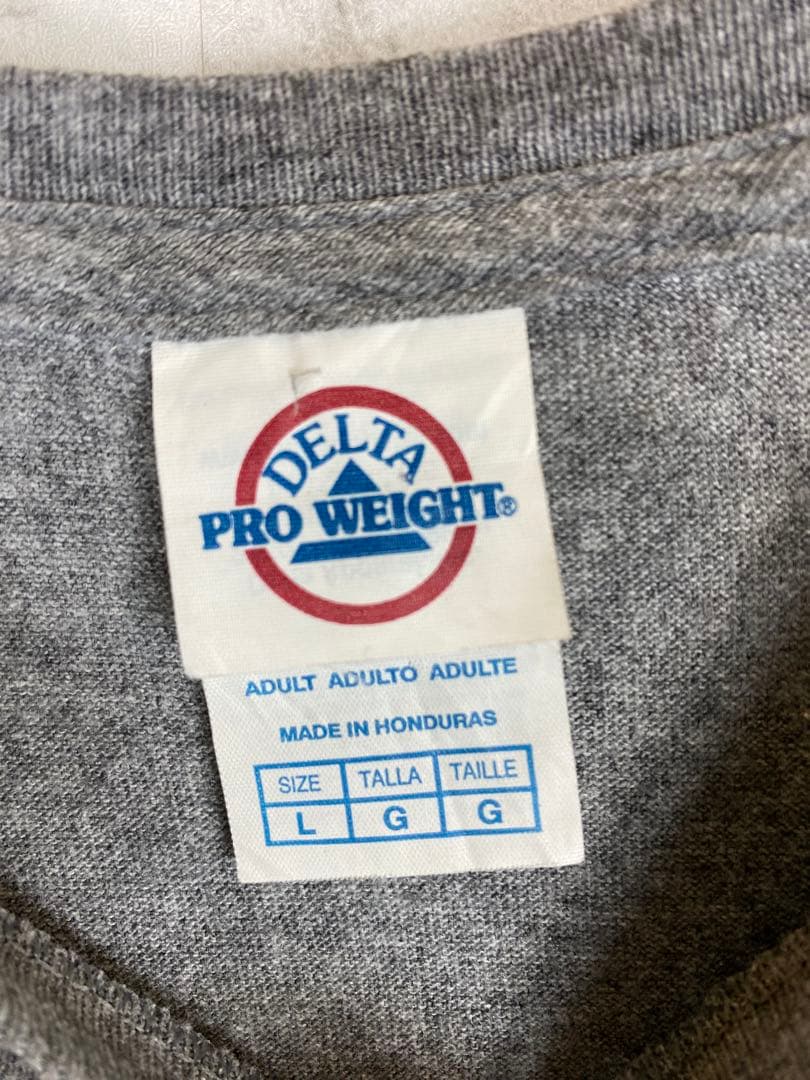 DELTA
PRO WEIGHT®
ADULT ADULTO ADULTE
MADE IN HONDURAS
SIZE TALLA TAILLE
L G G